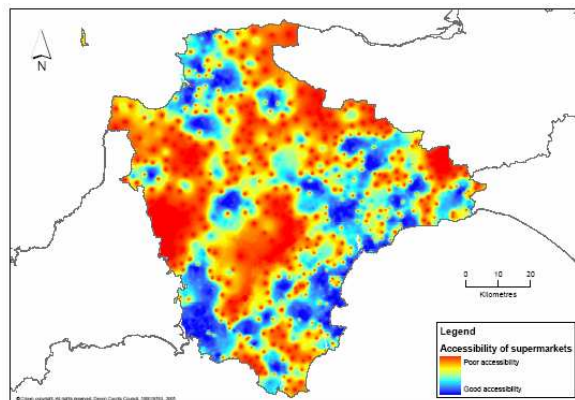 N
0 10 20
Kilometres
Legend
Accessibility of supermarkets
Poor accessibility
Good accessibility